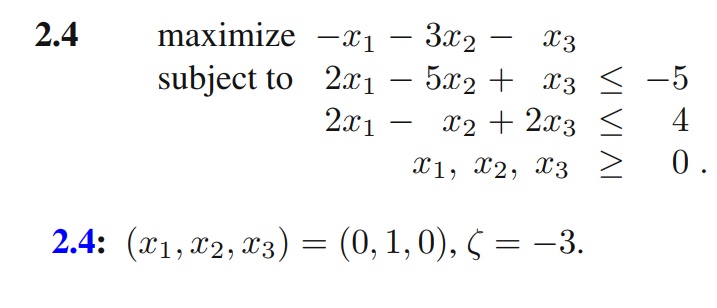 2.4 maximize −x₁ − 3x₂ − x₃
subject to 2x₁ − 5x₂ + x₃ ≤ −5
2x₁ − x₂ + 2x₃ ≤ 4
x₁, x₂, x₃ ≥ 0 .
2.4: (x₁, x₂, x₃) = (0, 1, 0), ζ = −3.